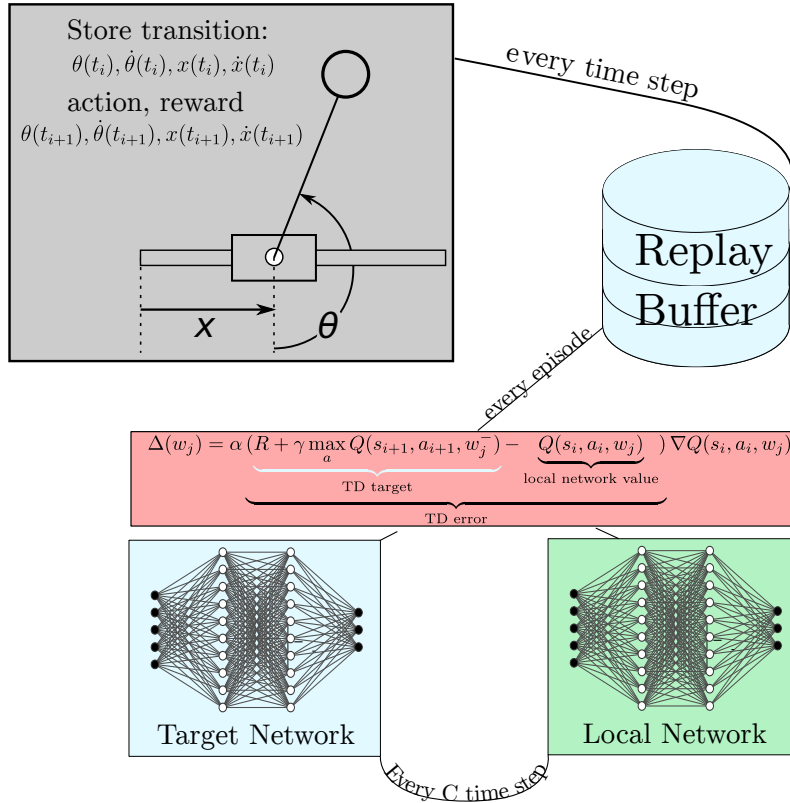 Store transition:
θ(t_i), θ̇(t_i), x(t_i), ẋ(t_i)
action, reward
θ(t_{i+1}), θ̇(t_{i+1}), x(t_{i+1}), ẋ(t_{i+1})
x
θ
every time step
Replay
Buffer
every episode
Δ(w_j) = α (R + γ max_a Q(s_{i+1}, a_{i+1}, w_j^-) − Q(s_i, a_i, w_j) ) ∇Q(s_i, a_i, w_j)
TD target
local network value
TD error
Target Network
Local Network
Every C time step